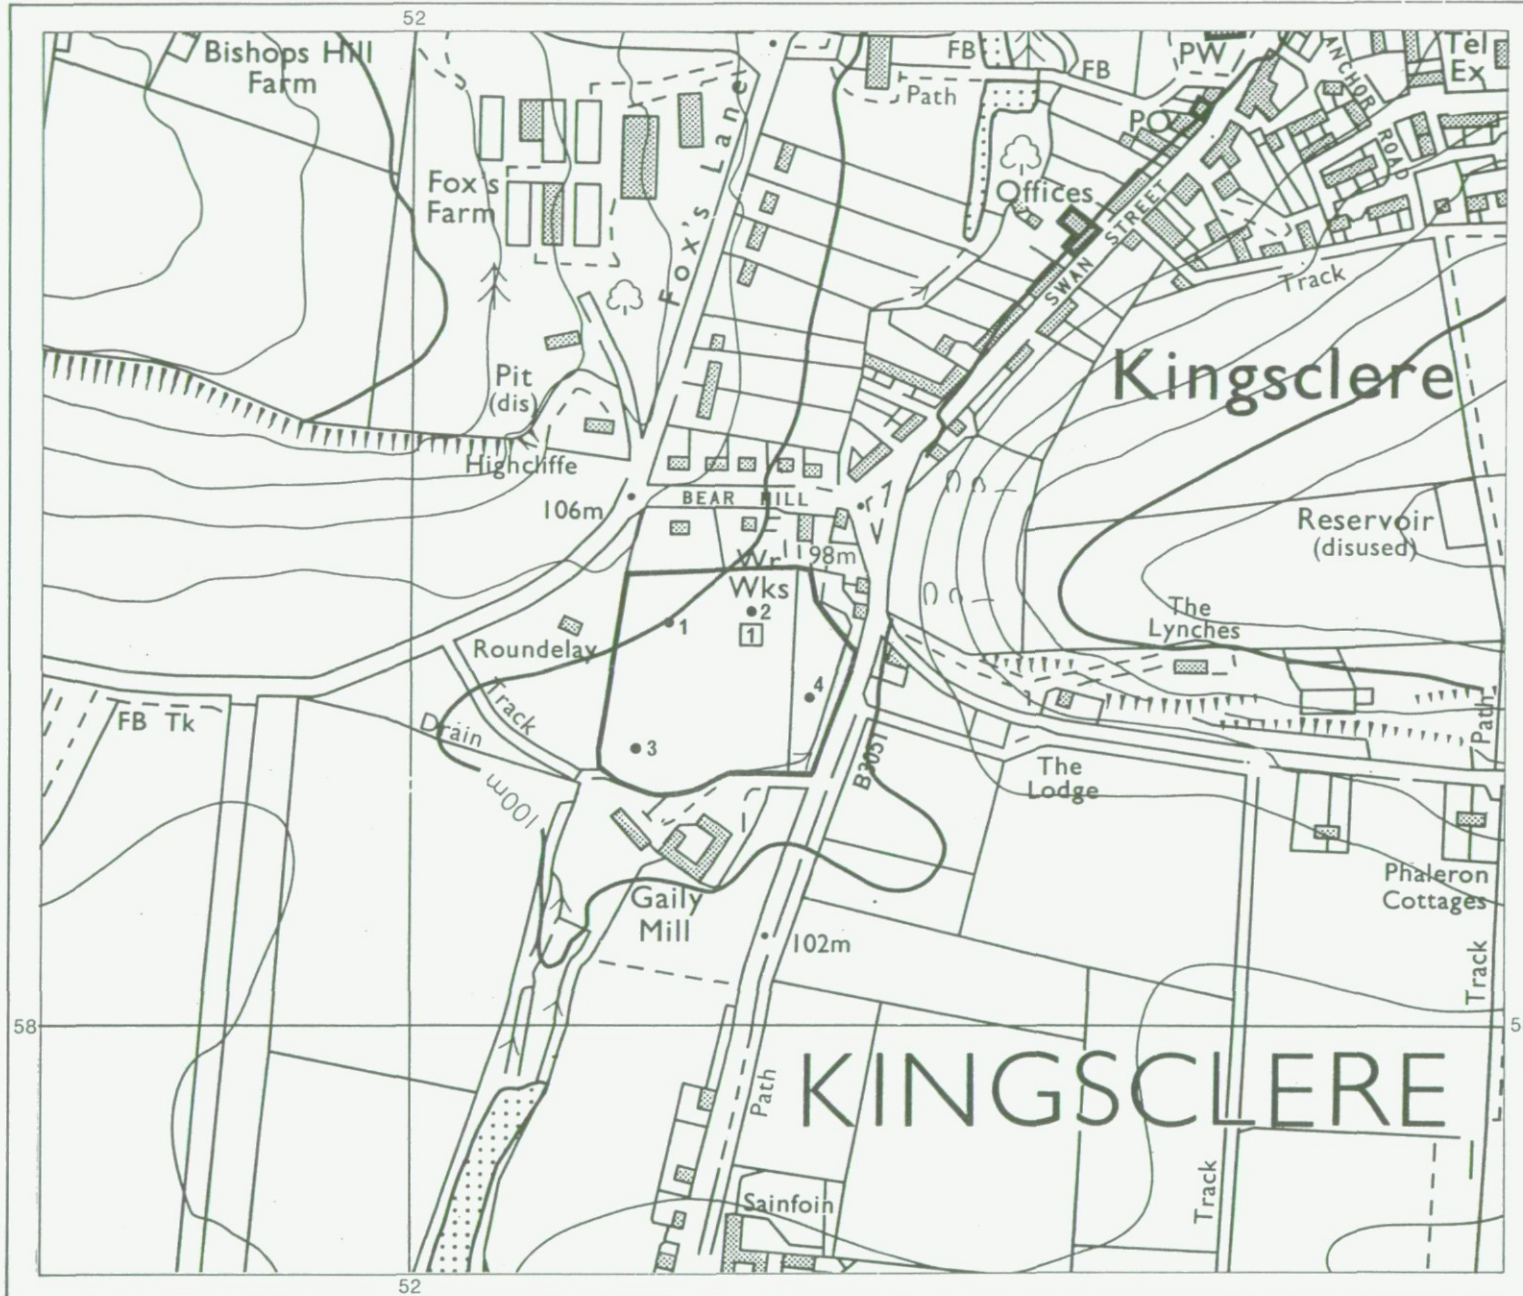 52
Bishops Hill
Farm
Fox's Lane
FB
FB
PW
Tel
Ex
ANCHOR
ROAD
Path
PO
Fox's
Farm
Offices
SWAN STREET
Track
Kingsclere
Pit
(dis)
Highcliffe
106m
BEAR HILL
98m
Wr
Wks
Reservoir
(disused)
The
Lynches
Roundelay
1
2
1
4
3
Track
Drain
FB Tk
100m
B3051
The
Lodge
Path
Phaleron
Cottages
Gaily
Mill
102m
Track
58
5
KINGSCLERE
Path
Track
Sainfoin
52